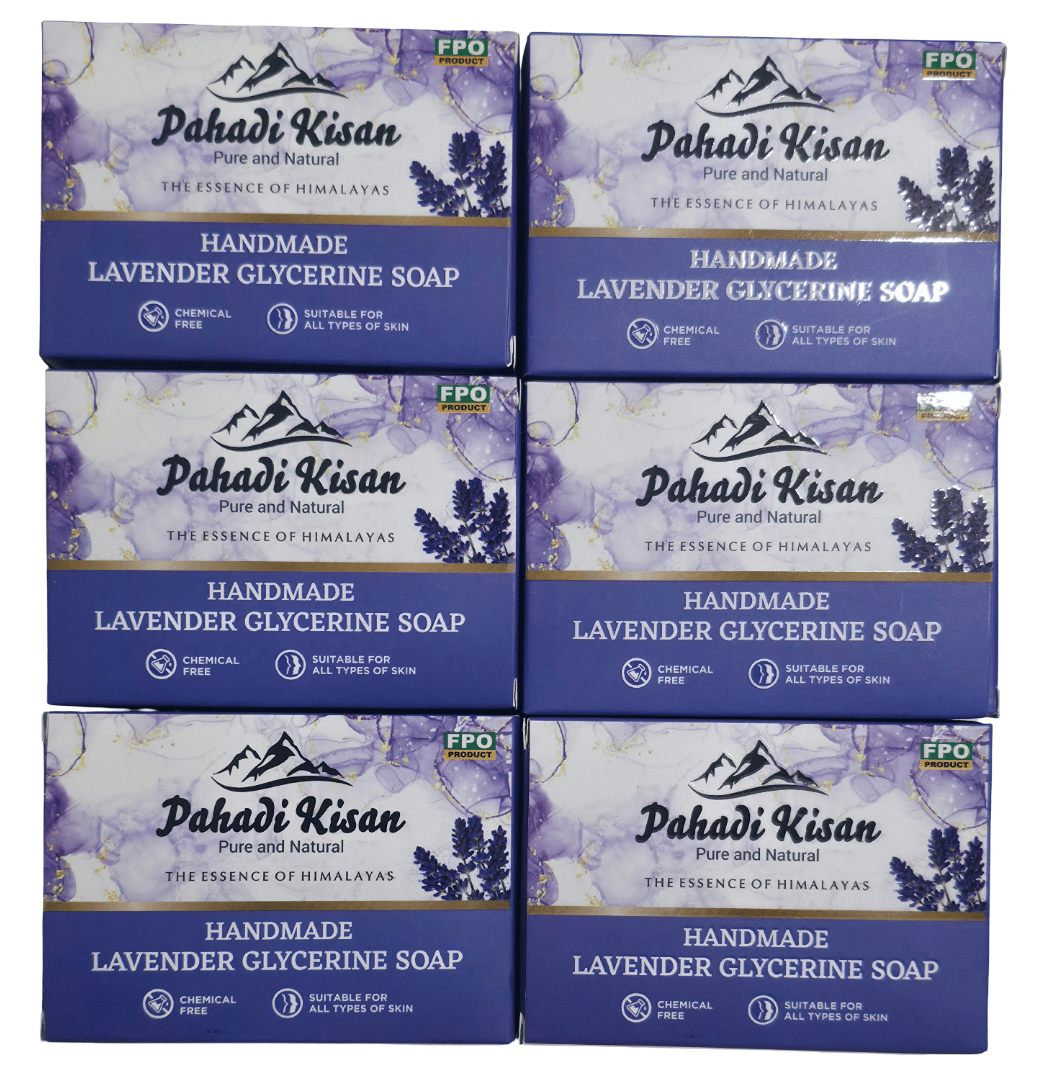 FPO
PRODUCT
Pahadi Kisan
Pure and Natural
THE ESSENCE OF HIMALAYAS
HANDMADE
LAVENDER GLYCERINE SOAP
CHEMICAL
FREE
SUITABLE FOR
ALL TYPES OF SKIN
FPO
PRODUCT
Pahadi Kisan
Pure and Natural
THE ESSENCE OF HIMALAYAS
HANDMADE
LAVENDER GLYCERINE SOAP
CHEMICAL
FREE
SUITABLE FOR
ALL TYPES OF SKIN
FPO
PRODUCT
Pahadi Kisan
Pure and Natural
THE ESSENCE OF HIMALAYAS
HANDMADE
LAVENDER GLYCERINE SOAP
CHEMICAL
FREE
SUITABLE FOR
ALL TYPES OF SKIN
Pahadi Kisan
Pure and Natural
THE ESSENCE OF HIMALAYAS
HANDMADE
LAVENDER GLYCERINE SOAP
CHEMICAL
FREE
SUITABLE FOR
ALL TYPES OF SKIN
FPO
PRODUCT
Pahadi Kisan
Pure and Natural
THE ESSENCE OF HIMALAYAS
HANDMADE
LAVENDER GLYCERINE SOAP
CHEMICAL
FREE
SUITABLE FOR
ALL TYPES OF SKIN
FPO
PRODUCT
Pahadi Kisan
Pure and Natural
THE ESSENCE OF HIMALAYAS
HANDMADE
LAVENDER GLYCERINE SOAP
CHEMICAL
FREE
SUITABLE FOR
ALL TYPES OF SKIN